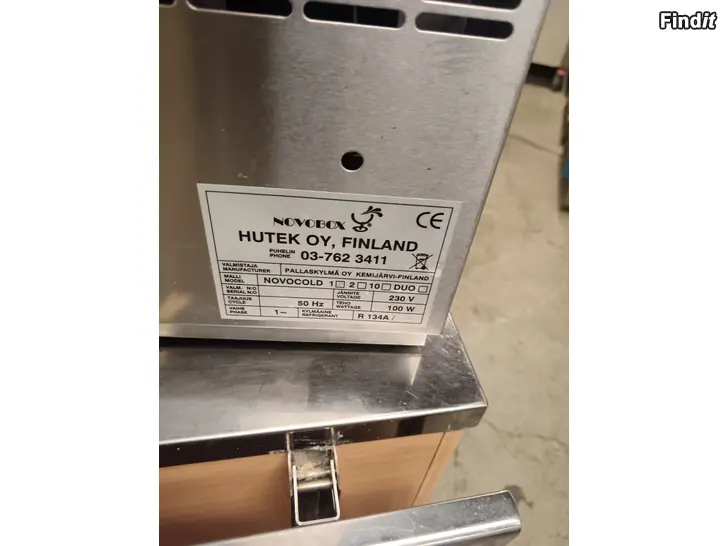 Findit
NOVOBOX ®
CE
HUTEK OY, FINLAND
PUHELIN
PHONE 03-762 3411
VALMISTAJA
MANUFACTURER PALLASKYLMÄ OY KEMIJÄRVI-FINLAND
MALLI
MODEL NOVOCOLD 1 □ 2 □ 10 □ DUO □
VALM. N:O
SERIAL N:O JÄNNITE
VOLTAGE 230 V
TAAJUUS
CYCLE 50 Hz TEHO
WATTAGE 100 W
VAIHE
PHASE 1~ KYLMÄAINE
REFRIGERANT R 134A /